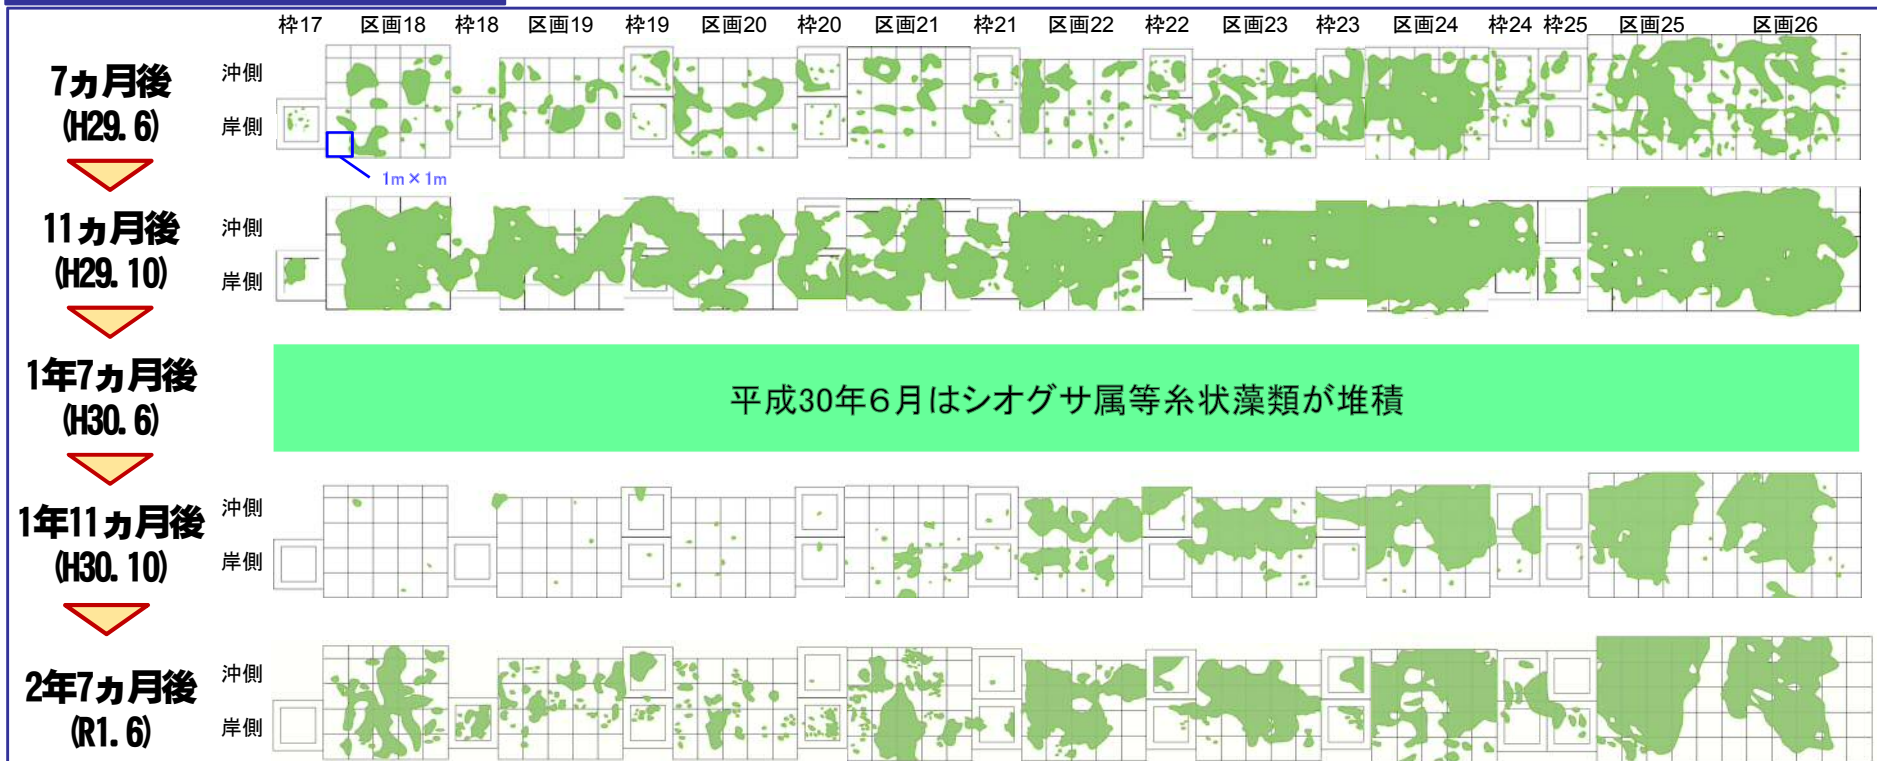 枠17 区画18 枠18 区画19 枠19 区画20 枠20 区画21 枠21 区画22 枠22 区画23 枠23 区画24 枠24 枠25 区画25 区画26
7ヵ月後
(H29.6)
沖側
岸側
1m×1m
11ヵ月後
(H29.10)
沖側
岸側
1年7ヵ月後
(H30.6)
平成30年6月はシオグサ属等糸状藻類が堆積
1年11ヵ月後
(H30.10)
沖側
岸側
2年7ヵ月後
(R1.6)
沖側
岸側